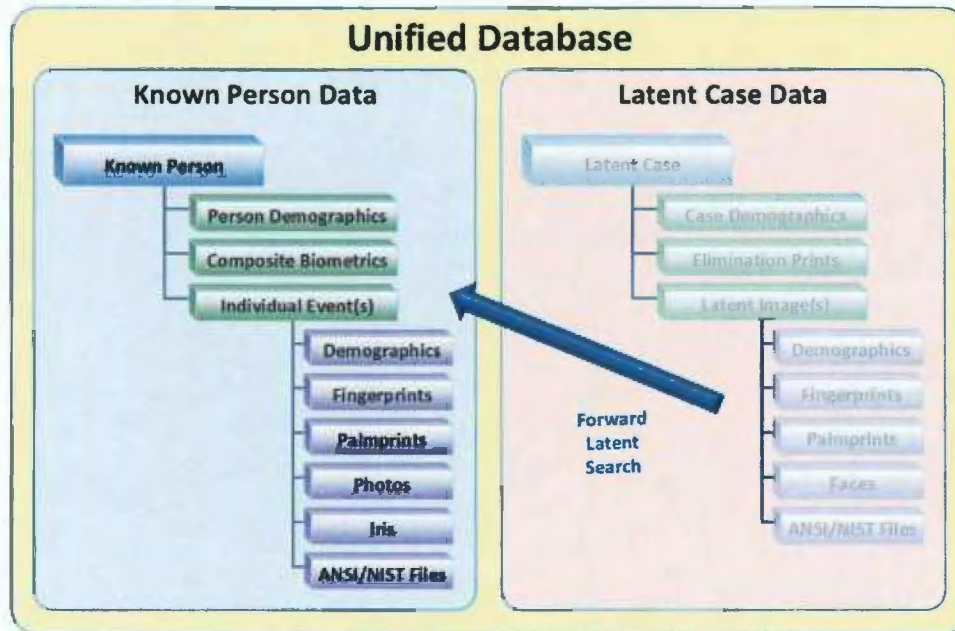 Unified Database
Known Person Data
Known Person
Person Demographics
Composite Biometrics
Individual Event(s)
Demographics
Fingerprints
Palmprints
Photos
Iris
ANSI/NIST Files
Latent Case Data
Latent Case
Case Demographics
Elimination Prints
Latent Image(s)
Demographics
Fingerprints
Palmprints
Faces
ANSI/NIST Files
Forward
Latent
Search